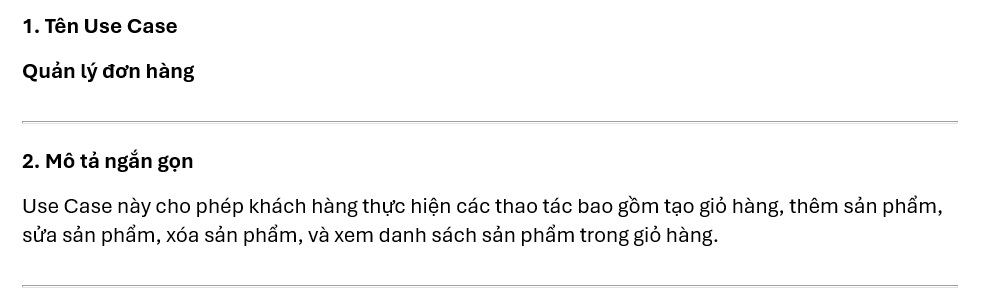 1. Tên Use Case
Quản lý đơn hàng
2. Mô tả ngắn gọn
Use Case này cho phép khách hàng thực hiện các thao tác bao gồm tạo giỏ hàng, thêm sản phẩm,
sửa sản phẩm, xóa sản phẩm, và xem danh sách sản phẩm trong giỏ hàng.